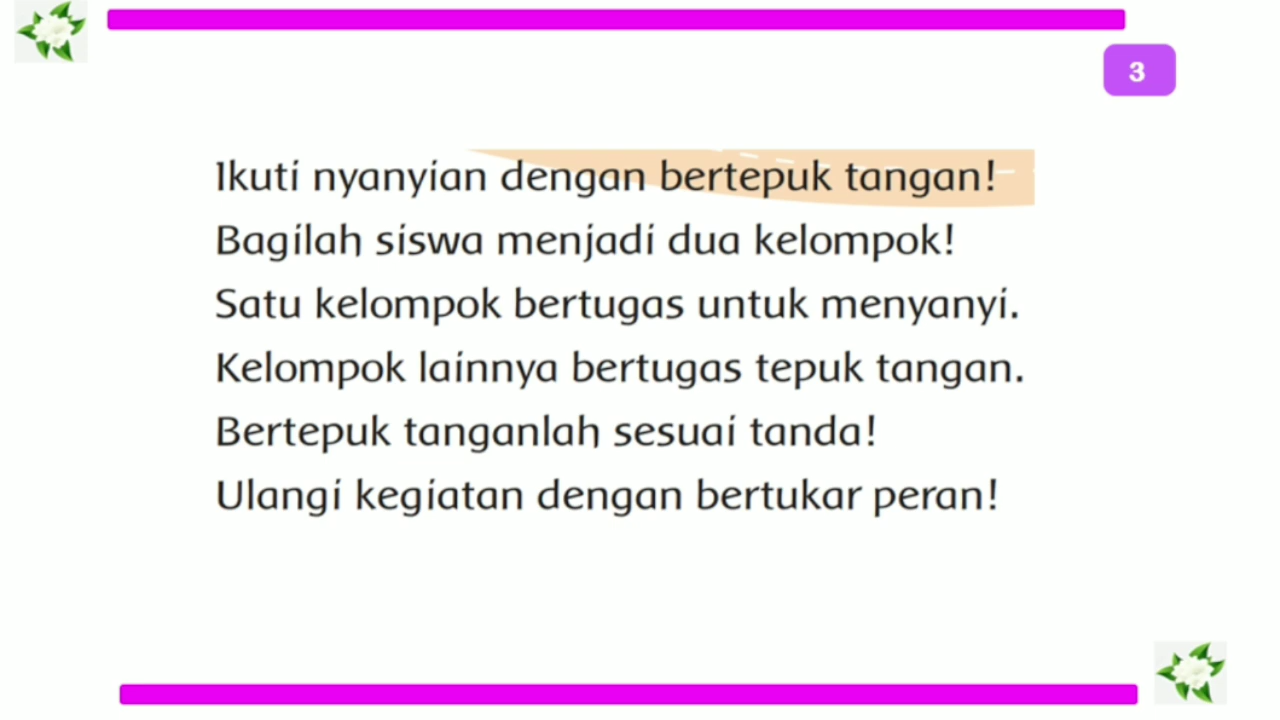 3
Ikuti nyanyian dengan bertepuk tangan!
Bagilah siswa menjadi dua kelompok!
Satu kelompok bertugas untuk menyanyi.
Kelompok lainnya bertugas tepuk tangan.
Bertepuk tanganlah sesuai tanda!
Ulangi kegiatan dengan bertukar peran!